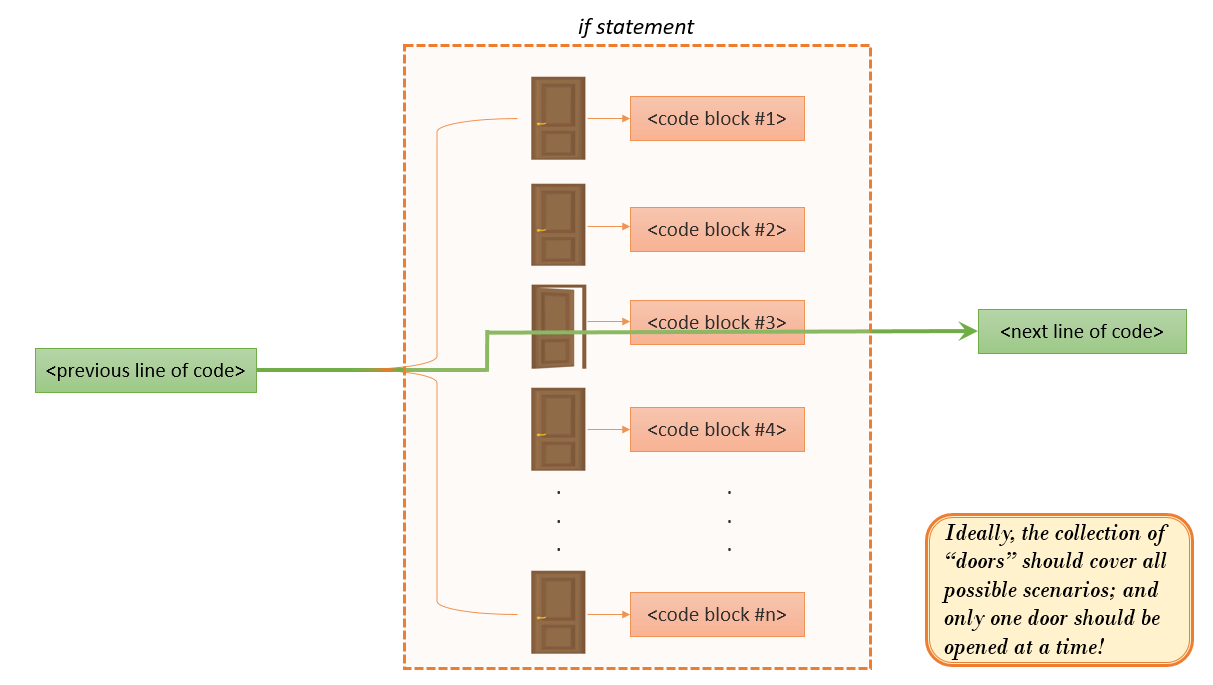 if statement
<code block #1>
<code block #2>
<code block #3>
<previous line of code>
<next line of code>
<code block #4>
. .
. .
. .
<code block #n>
Ideally, the collection of
“doors” should cover all
possible scenarios; and
only one door should be
opened at a time!